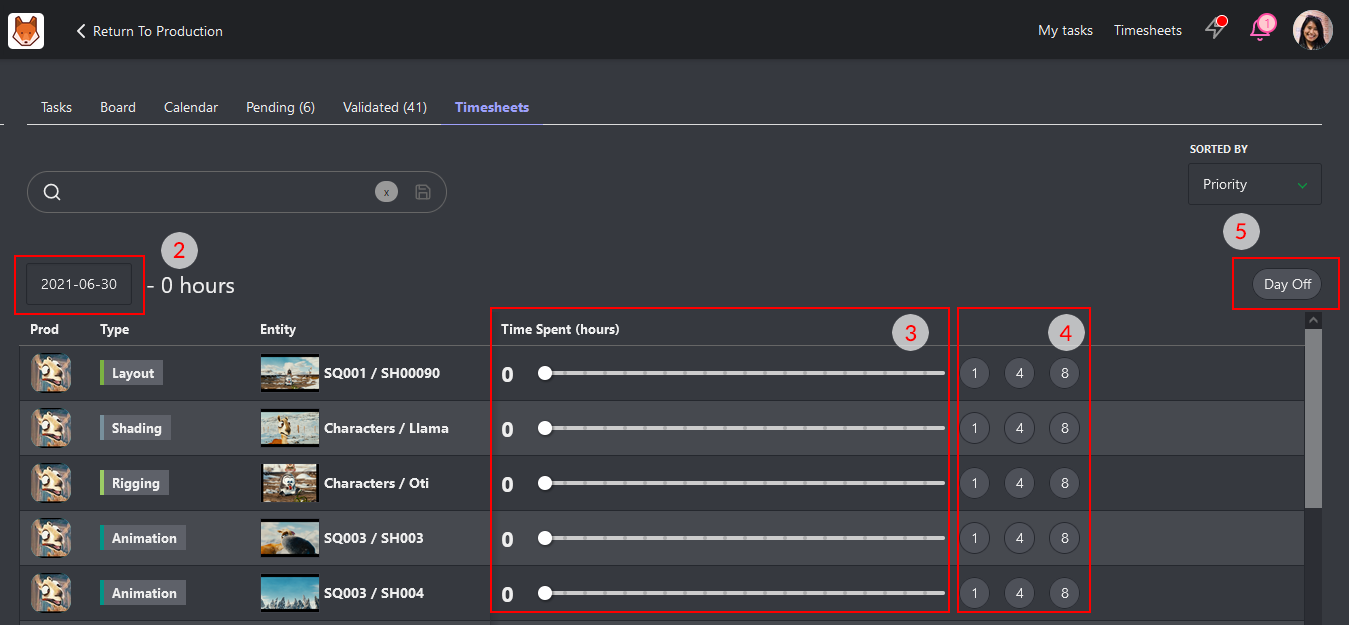 Return To Production
My tasks
Timesheets
1
Tasks
Board
Calendar
Pending (6)
Validated (41)
Timesheets
SORTED BY
x
Priority
2
5
2021-06-30
- 0 hours
Day Off
Prod
Type
Entity
Time Spent (hours)
3
4
Layout
SQ001 / SH00090
0
1
4
8
Shading
Characters / Llama
0
1
4
8
Rigging
Characters / Oti
0
1
4
8
Animation
SQ003 / SH003
0
1
4
8
Animation
SQ003 / SH004
0
1
4
8